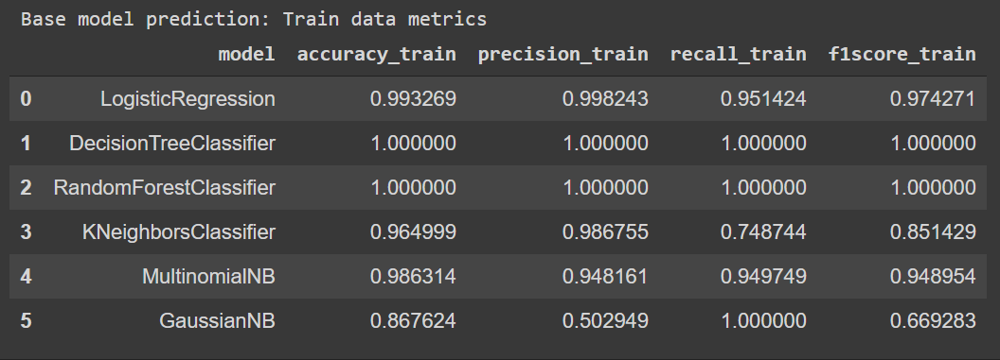 Base model prediction: Train data metrics
model accuracy_train precision_train recall_train f1score_train
0 LogisticRegression 0.993269 0.998243 0.951424 0.974271
1 DecisionTreeClassifier 1.000000 1.000000 1.000000 1.000000
2 RandomForestClassifier 1.000000 1.000000 1.000000 1.000000
3 KNeighborsClassifier 0.964999 0.986755 0.748744 0.851429
4 MultinomialNB 0.986314 0.948161 0.949749 0.948954
5 GaussianNB 0.867624 0.502949 1.000000 0.669283